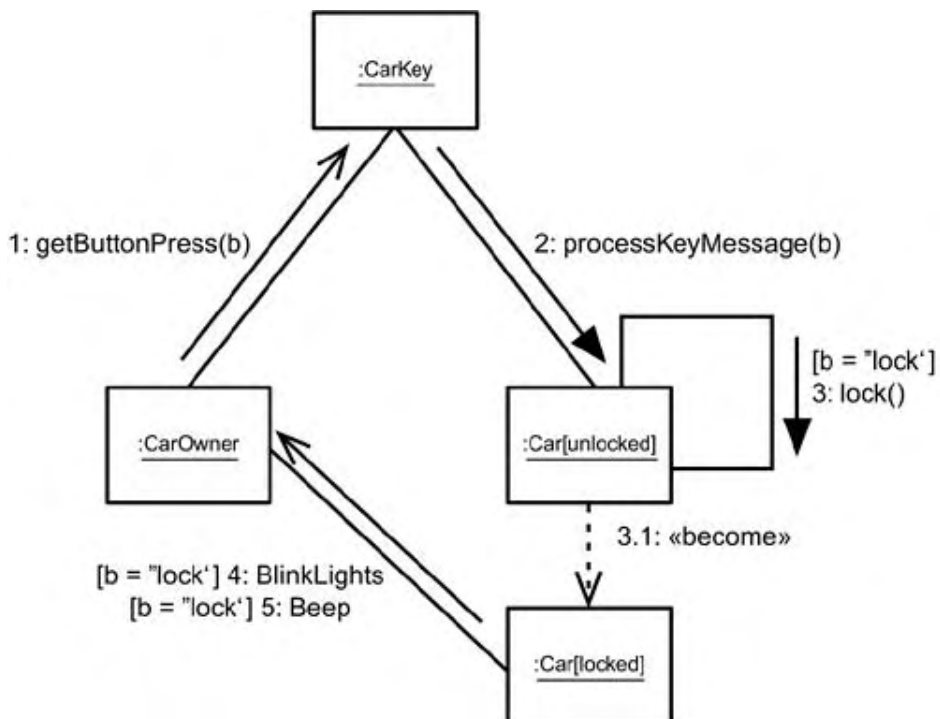 :CarKey
1: getButtonPress(b)
2: processKeyMessage(b)
[b = "lock‘]
3: lock()
:CarOwner
:Car[unlocked]
3.1: «become»
[b = "lock‘] 4: BlinkLights
[b = "lock‘] 5: Beep
:Car[locked]